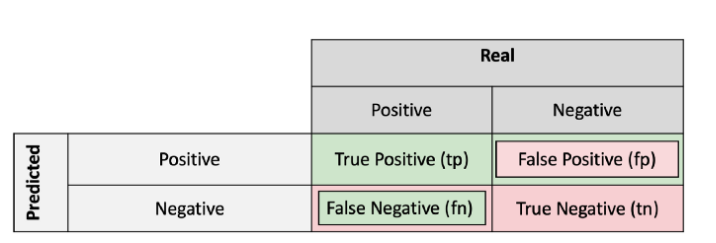 Real
Positive Negative
Predicted
Positive True Positive (tp) False Positive (fp)
Negative False Negative (fn) True Negative (tn)